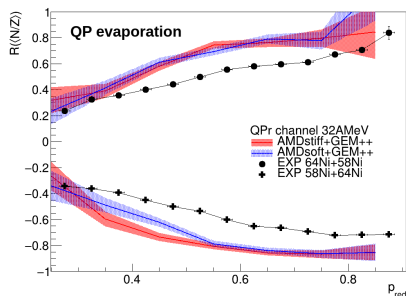 R((N/Z))
QP evaporation
1
0.8
0.6
0.4
0.2
0
QPr channel 32AMeV
AMDstiff+GEM++
AMDsoft+GEM++
EXP 64Ni+58Ni
EXP 58Ni+64Ni
−0.2
−0.4
−0.6
−0.8
−1
0.4 0.6 0.8
p_red